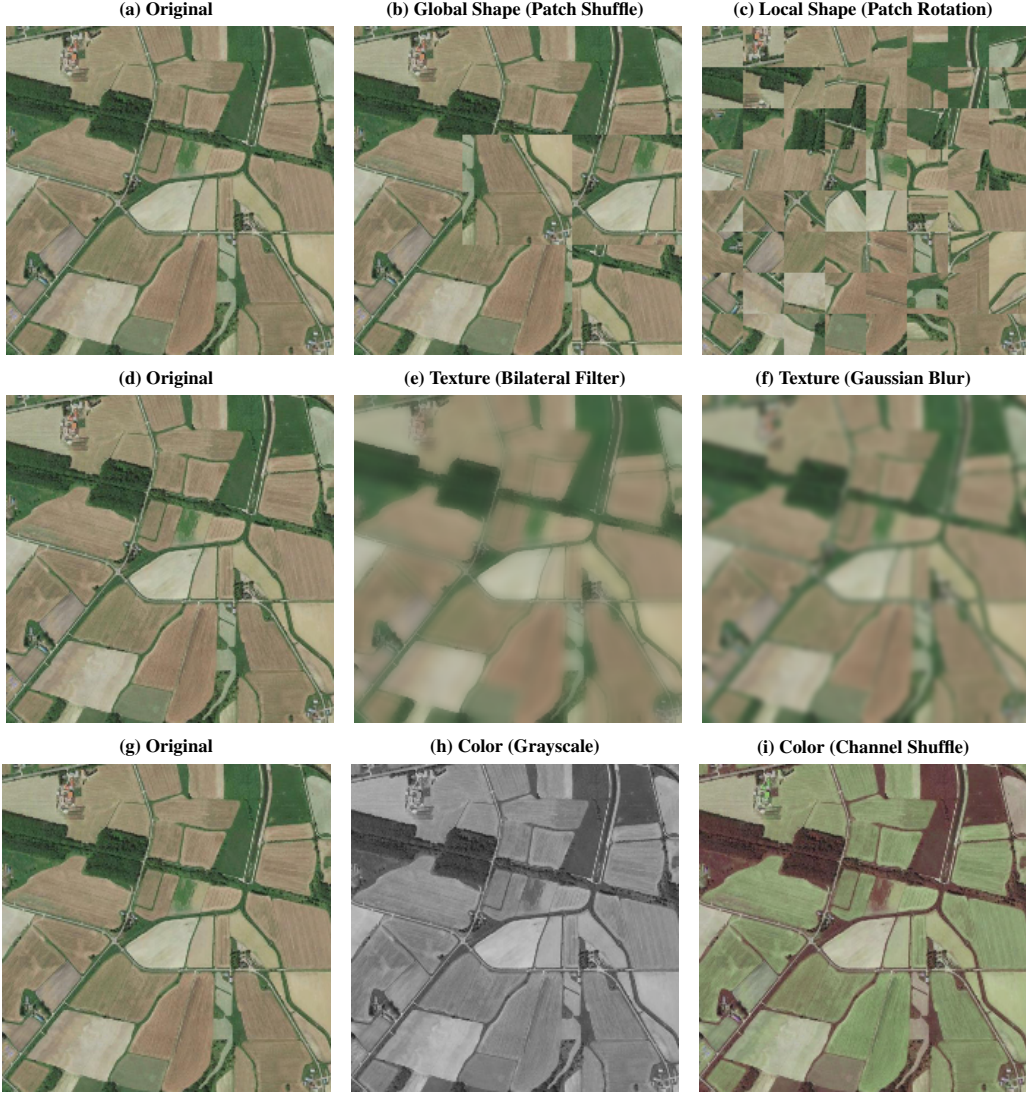 (a) Original
(b) Global Shape (Patch Shuffle)
(c) Local Shape (Patch Rotation)
(d) Original
(e) Texture (Bilateral Filter)
(f) Texture (Gaussian Blur)
(g) Original
(h) Color (Grayscale)
(i) Color (Channel Shuffle)